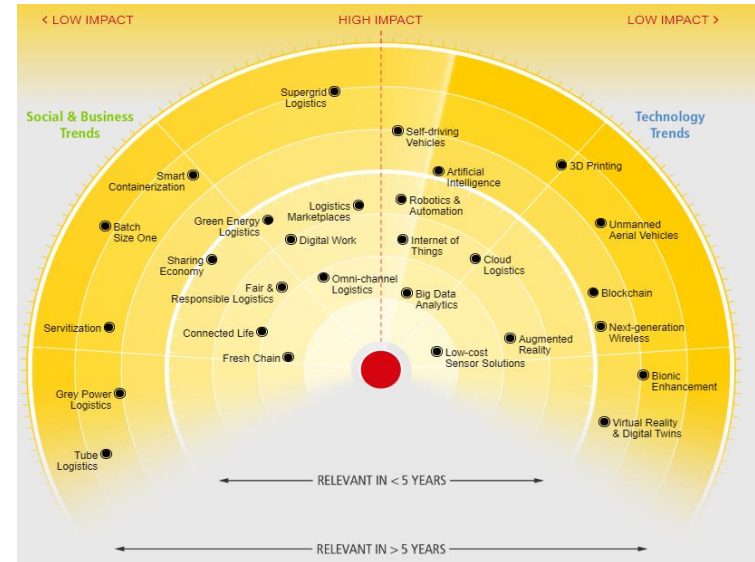 < LOW IMPACT
HIGH IMPACT
LOW IMPACT >
Social & Business
Trends
Technology
Trends
Supergrid
Logistics
Self-driving
Vehicles
3D Printing
Smart
Containerization
Artificial
Intelligence
Logistics
Marketplaces
Robotics &
Automation
Batch
Size One
Green Energy
Logistics
Unmanned
Aerial Vehicles
Digital Work
Internet of
Things
Sharing
Economy
Cloud
Logistics
Fair &
Responsible Logistics
Omni-channel
Logistics
Big Data
Analytics
Blockchain
Servitization
Connected Life
Next-generation
Wireless
Augmented
Reality
Fresh Chain
Low-cost
Sensor Solutions
Bionic
Enhancement
Grey Power
Logistics
Virtual Reality
& Digital Twins
Tube
Logistics
RELEVANT IN < 5 YEARS
RELEVANT IN > 5 YEARS